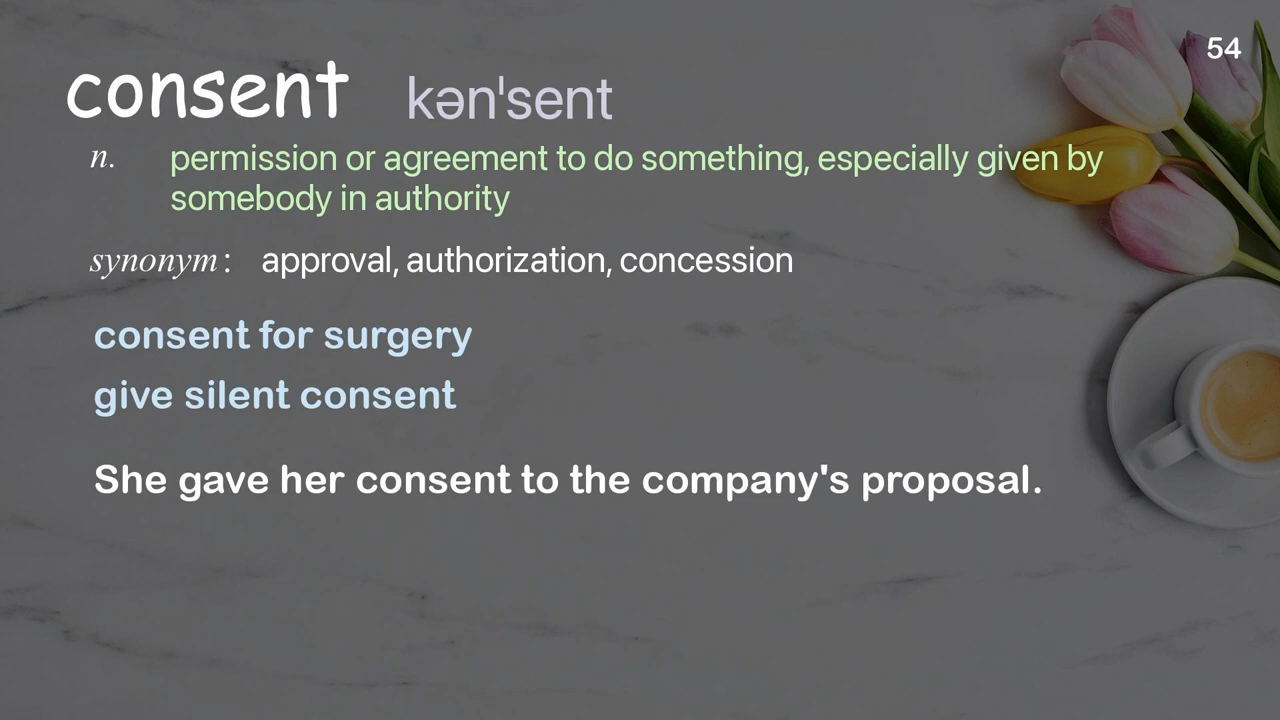 54
consent kən'sent
n. permission or agreement to do something, especially given by
somebody in authority
synonym: approval, authorization, concession
consent for surgery
give silent consent
She gave her consent to the company's proposal.